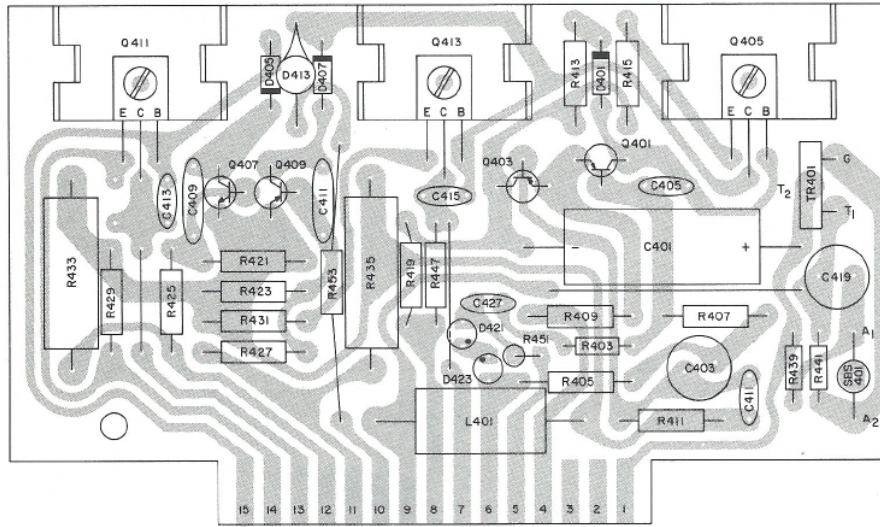 Q411
Q413
Q405
D405
D413
D407
R413
D401
R415
E C B
E C B
E C B
Q407
Q409
Q403
Q401
TR401
G
T2
T1
C413
C409
C411
C415
C405
R433
R429
R425
R421
R423
R431
R427
R453
R435
R419
R447
- C401 +
C419
C427
D421
R451
D423
R409
R403
R405
R407
C403
R439
R441
A1
SBS 401
A2
L401
R411
C411
15 14 13 12 11 10 9 8 7 6 5 4 3 2 1